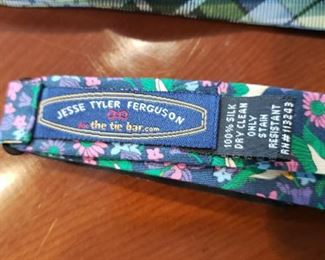 JESSE TYLER FERGUSON
for the tie bar.com
100% SILK
DRY CLEAN
ONLY
STAIN
RESISTANT
RN# 113243